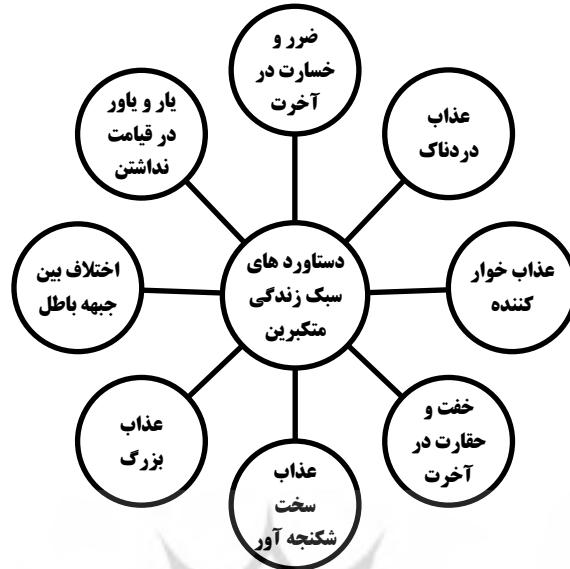 ضرر و
خسارت در
آخرت
عذاب
دردناک
عذاب خوار
کننده
خفت و
حقارت در
آخرت
عذاب
سخت
شکنجه آور
عذاب
بزرگ
اختلاف بین
جبهه باطل
یار و یاور
در قیامت
نداشتن
دستاورد های
سبک زندگی
متکبرین